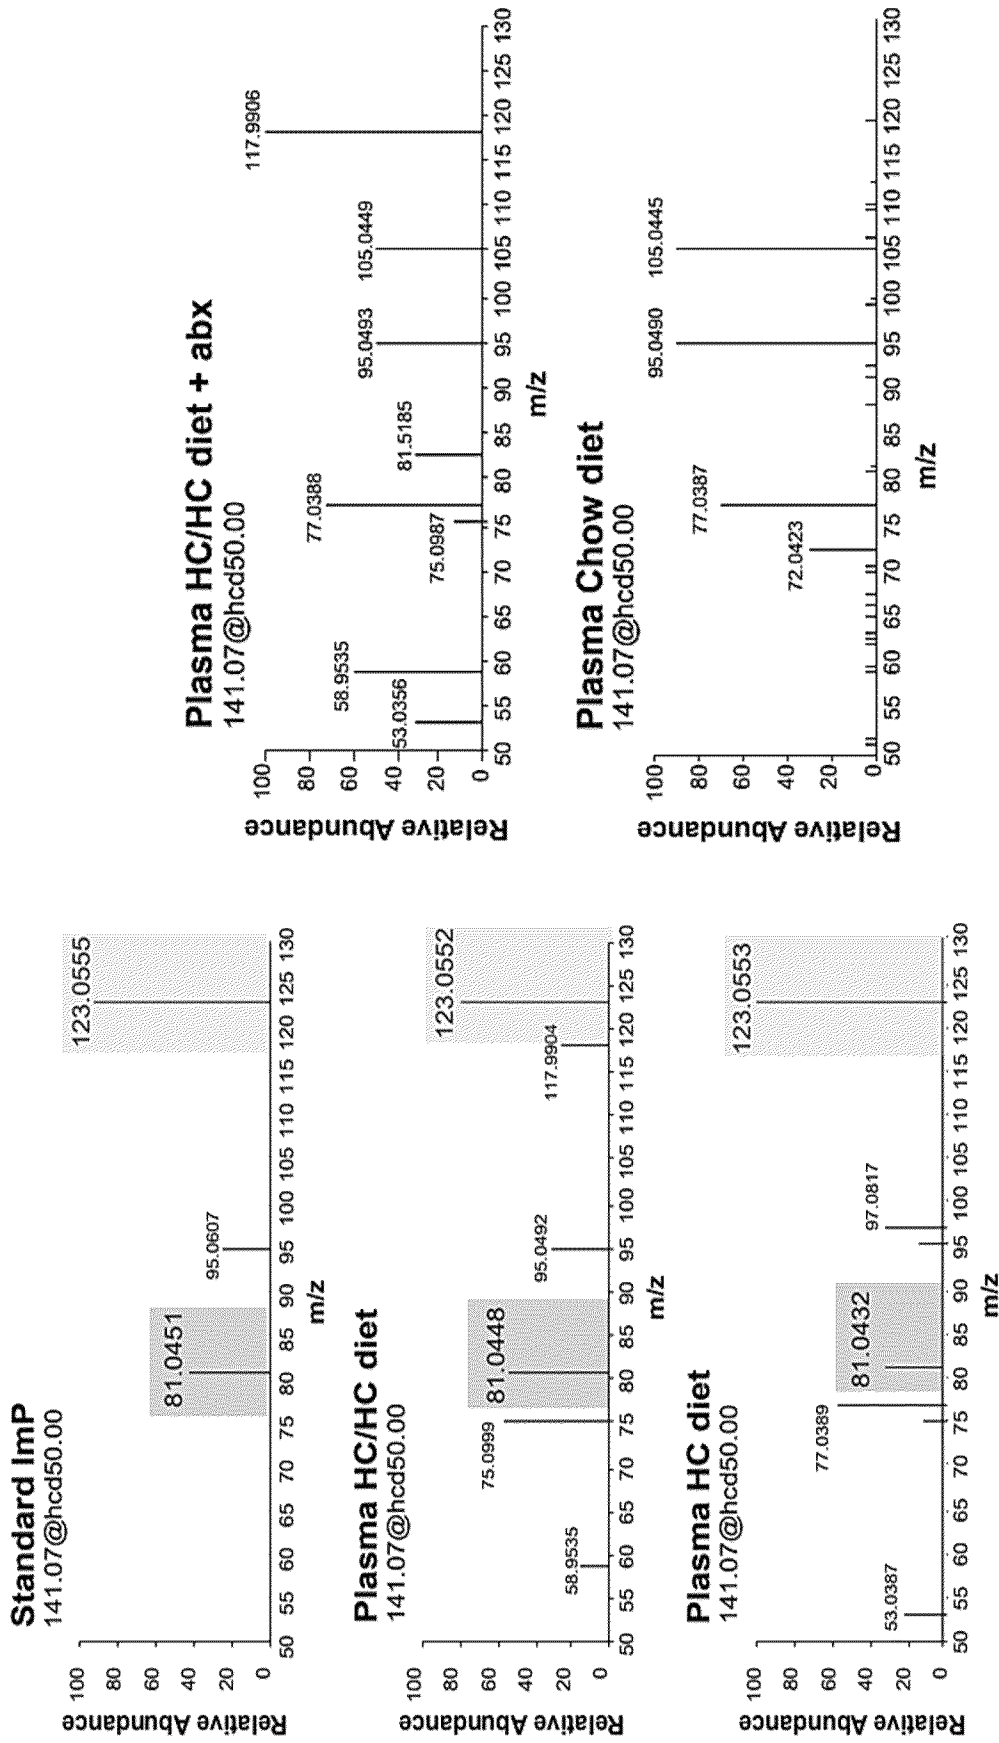 Standard ImP
141.07@hcd50.00
Relative Abundance
100
80
60
40
20
0
81.0451
95.0607
123.0555
50 55 60 65 70 75 80 85 90 95 100 105 110 115 120 125 130
m/z
Plasma HC/HC diet
141.07@hcd50.00
Relative Abundance
100
80
60
40
20
0
58.9535
75.0999
81.0448
95.0492
117.9904
123.0552
50 55 60 65 70 75 80 85 90 95 100 105 110 115 120 125 130
m/z
Plasma HC diet
141.07@hcd50.00
Relative Abundance
100
80
60
40
20
0
53.0387
77.0389
81.0432
97.0817
123.0553
50 55 60 65 70 75 80 85 90 95 100 105 110 115 120 125 130
m/z
Plasma HC/HC diet + abx
141.07@hcd50.00
Relative Abundance
100
80
60
40
20
0
53.0356
58.9535
75.0987
77.0388
81.5185
95.0493
105.0449
117.9906
50 55 60 65 70 75 80 85 90 95 100 105 110 115 120 125 130
m/z
Plasma Chow diet
141.07@hcd50.00
Relative Abundance
100
80
60
40
20
0
72.0423
77.0387
95.0490
105.0445
50 55 60 65 70 75 80 85 90 95 100 105 110 115 120 125 130
m/z